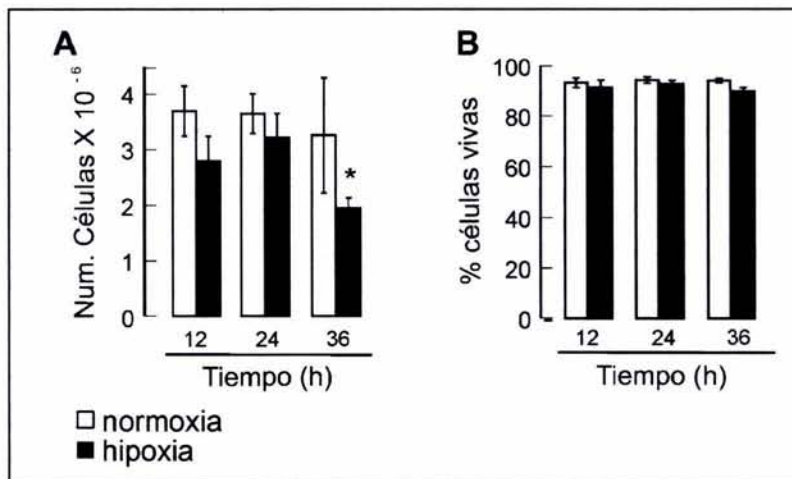 A
Num. Células X 10 -6
4
3
2
1
0
*
12 24 36
Tiempo (h)
B
% células vivas
100
80
60
40
20
0
12 24 36
Tiempo (h)
normoxia
hipoxia